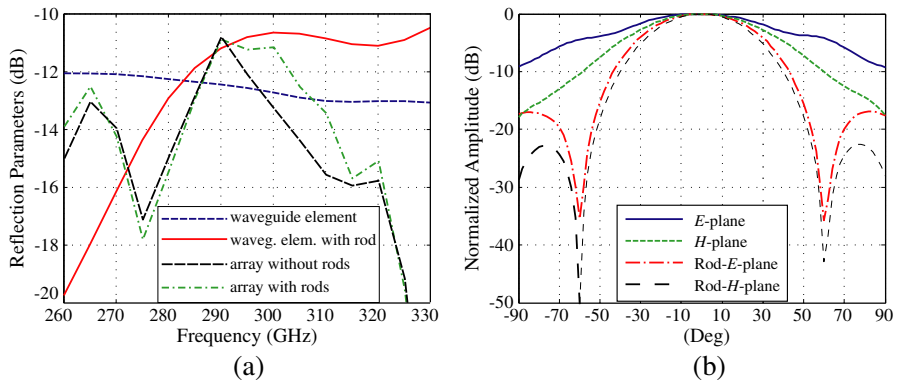 Reflection Parameters (dB)
-10
-12
-14
-16
-18
-20
waveguide element
waveg. elem. with rod
array without rods
array with rods
260 270 280 290 300 310 320 330
Frequency (GHz)
(a)
Normalized Amplitude (dB)
0
-10
-20
-30
-40
-50
E-plane
H-plane
Rod-E-plane
Rod-H-plane
-90 -70 -50 -30 -10 10 30 50 70 90
(Deg)
(b)